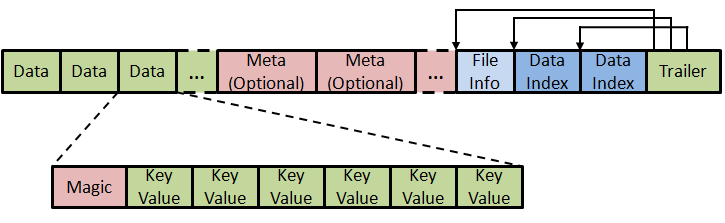 Data Data Data ... Meta (Optional) Meta (Optional) ... File Info Data Index Data Index Trailer
Magic Key Value Key Value Key Value Key Value Key Value Key Value